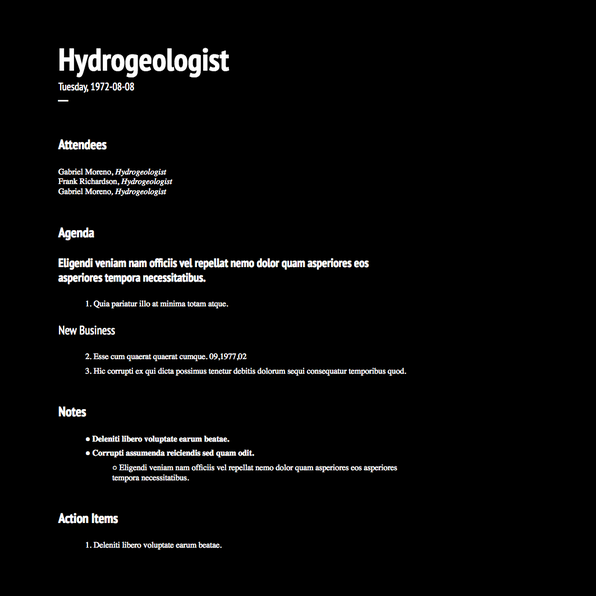 Hydrogeologist
Tuesday, 1972-08-08
—
Attendees
Gabriel Moreno, Hydrogeologist
Frank Richardson, Hydrogeologist
Gabriel Moreno, Hydrogeologist
Agenda
Eligendi veniam nam officiis vel repellat nemo dolor quam asperiores eos
asperiores tempora necessitatibus.
1. Quia pariatur illo at minima totam atque.
New Business
2. Esse cum quaerat quaerat cumque. 09,1977,02
3. Hic corrupti ex qui dicta possimus tenetur debitis dolorum sequi consequatur temporibus quod.
Notes
● Deleniti libero voluptate earum beatae.
● Corrupti assumenda reiciendis sed quam odit.
○ Eligendi veniam nam officiis vel repellat nemo dolor quam asperiores eos asperiores
tempora necessitatibus.
Action Items
1. Deleniti libero voluptate earum beatae.